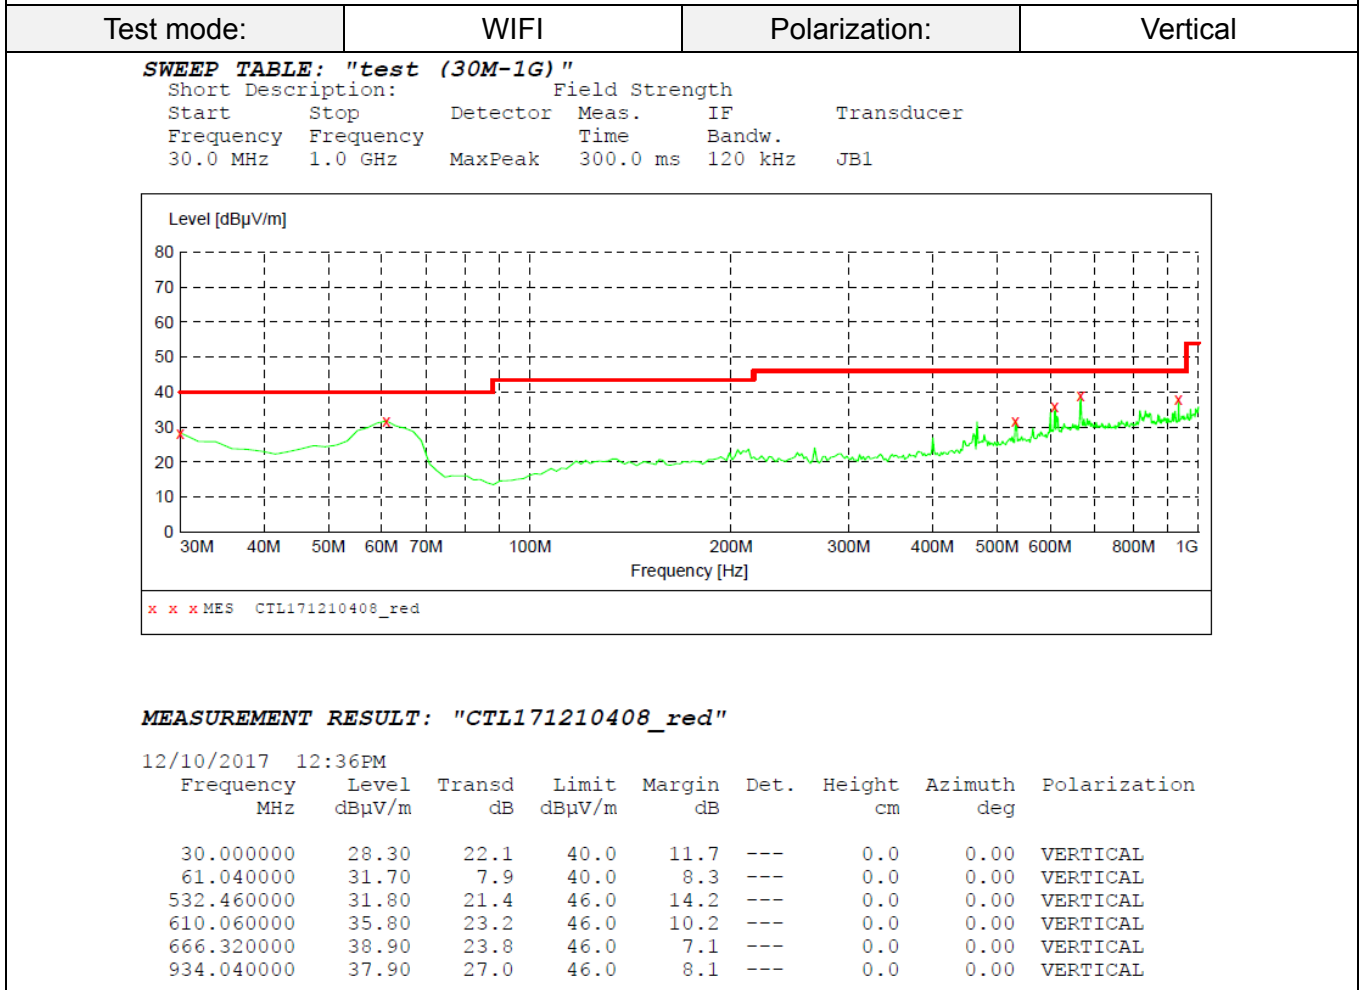 Test mode: WIFI Polarization: Vertical
SWEEP TABLE: "test (30M-1G)"
Short Description: Field Strength
Start Stop Detector Meas. IF Transducer
Frequency Frequency Time Bandw.
30.0 MHz 1.0 GHz MaxPeak 300.0 ms 120 kHz JB1
Level [dBµV/m]
80
70
60
50
40
30
20
10
0
30M 40M 50M 60M 70M 100M 200M 300M 400M 500M 600M 800M 1G
Frequency [Hz]
x x x MES CTL171210408_red
MEASUREMENT RESULT: "CTL171210408_red"
12/10/2017 12:36PM
Frequency Level Transd Limit Margin Det. Height Azimuth Polarization
MHz dBµV/m dB dBµV/m dB cm deg
30.000000 28.30 22.1 40.0 11.7 --- 0.0 0.00 VERTICAL
61.040000 31.70 7.9 40.0 8.3 --- 0.0 0.00 VERTICAL
532.460000 31.80 21.4 46.0 14.2 --- 0.0 0.00 VERTICAL
610.060000 35.80 23.2 46.0 10.2 --- 0.0 0.00 VERTICAL
666.320000 38.90 23.8 46.0 7.1 --- 0.0 0.00 VERTICAL
934.040000 37.90 27.0 46.0 8.1 --- 0.0 0.00 VERTICAL